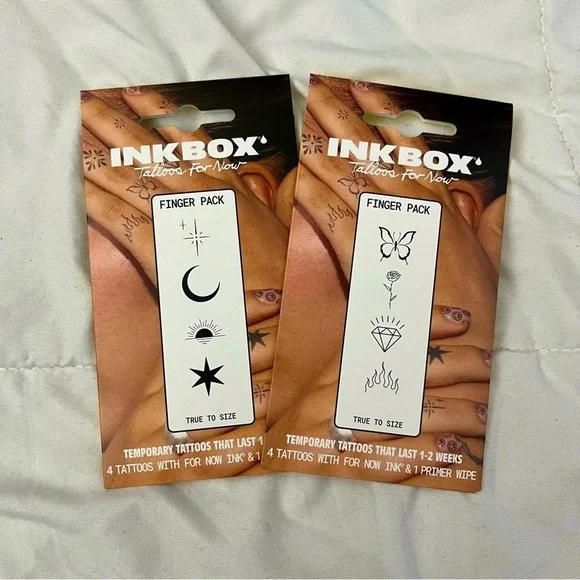 INKBOX
Tattoos For Now
FINGER PACK
TRUE TO SIZE
TEMPORARY TATTOOS THAT LAST 1
4 TATTOOS WITH FOR NOW INK® & 1
INKBOX
Tattoos For Now
FINGER PACK
TRUE TO SIZE
TEMPORARY TATTOOS THAT LAST 1-2 WEEKS
4 TATTOOS WITH FOR NOW INK® & 1 PRIMER WIPE